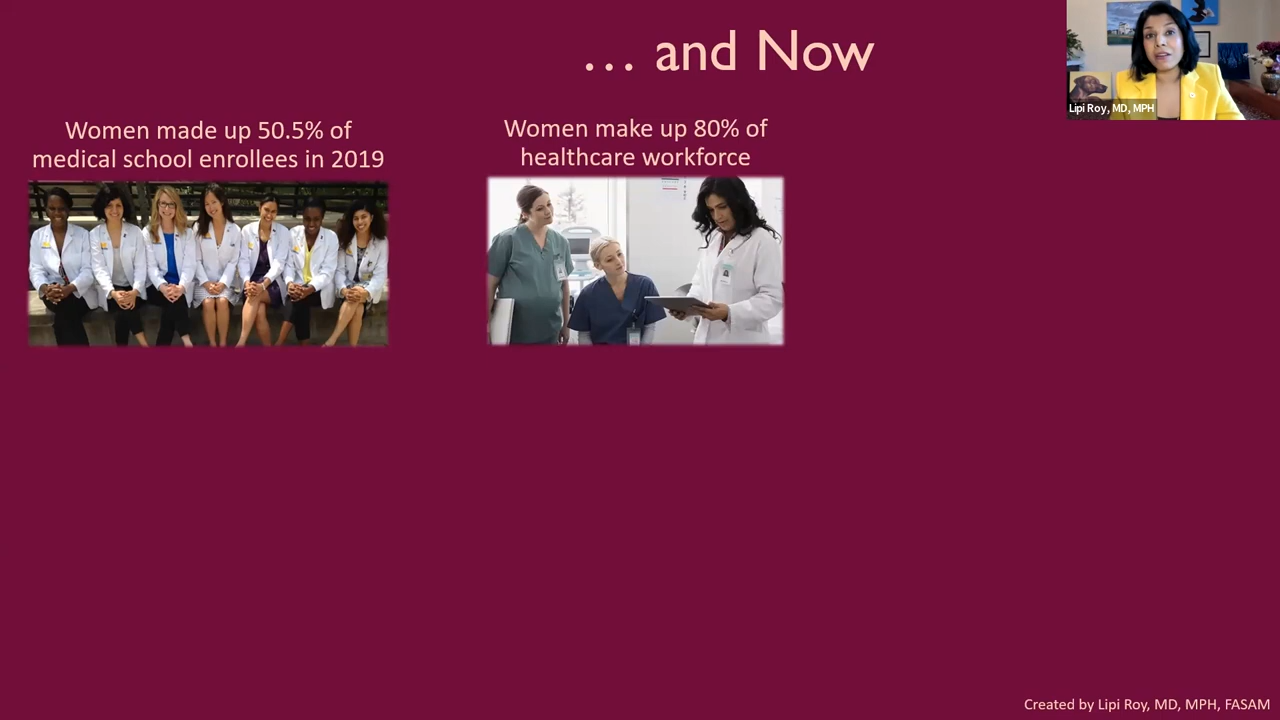 ... and Now
Lipi Roy, MD, MPH
Women made up 50.5% of
medical school enrollees in 2019
Women make up 80% of
healthcare workforce
Created by Lipi Roy, MD, MPH, FASAM